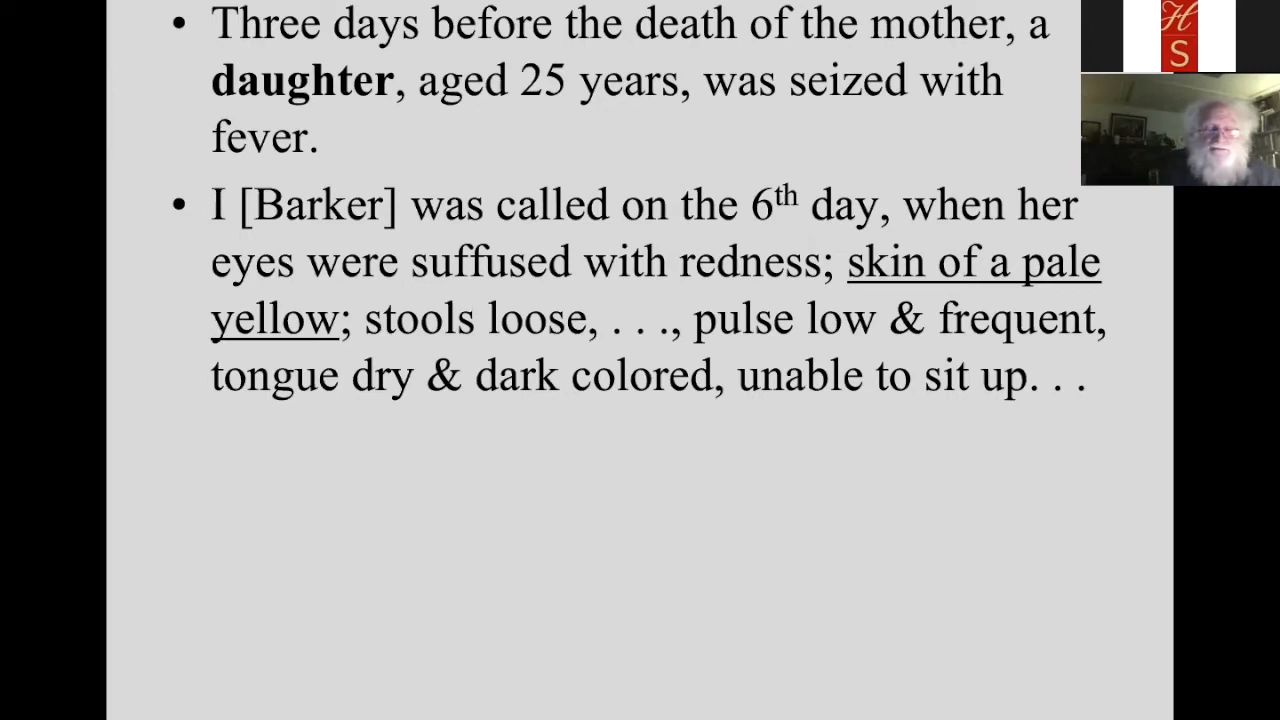 • Three days before the death of the mother, a
daughter, aged 25 years, was seized with
fever.
• I [Barker] was called on the 6th day, when her
eyes were suffused with redness; skin of a pale
yellow; stools loose, . . ., pulse low & frequent,
tongue dry & dark colored, unable to sit up. . .
H
S